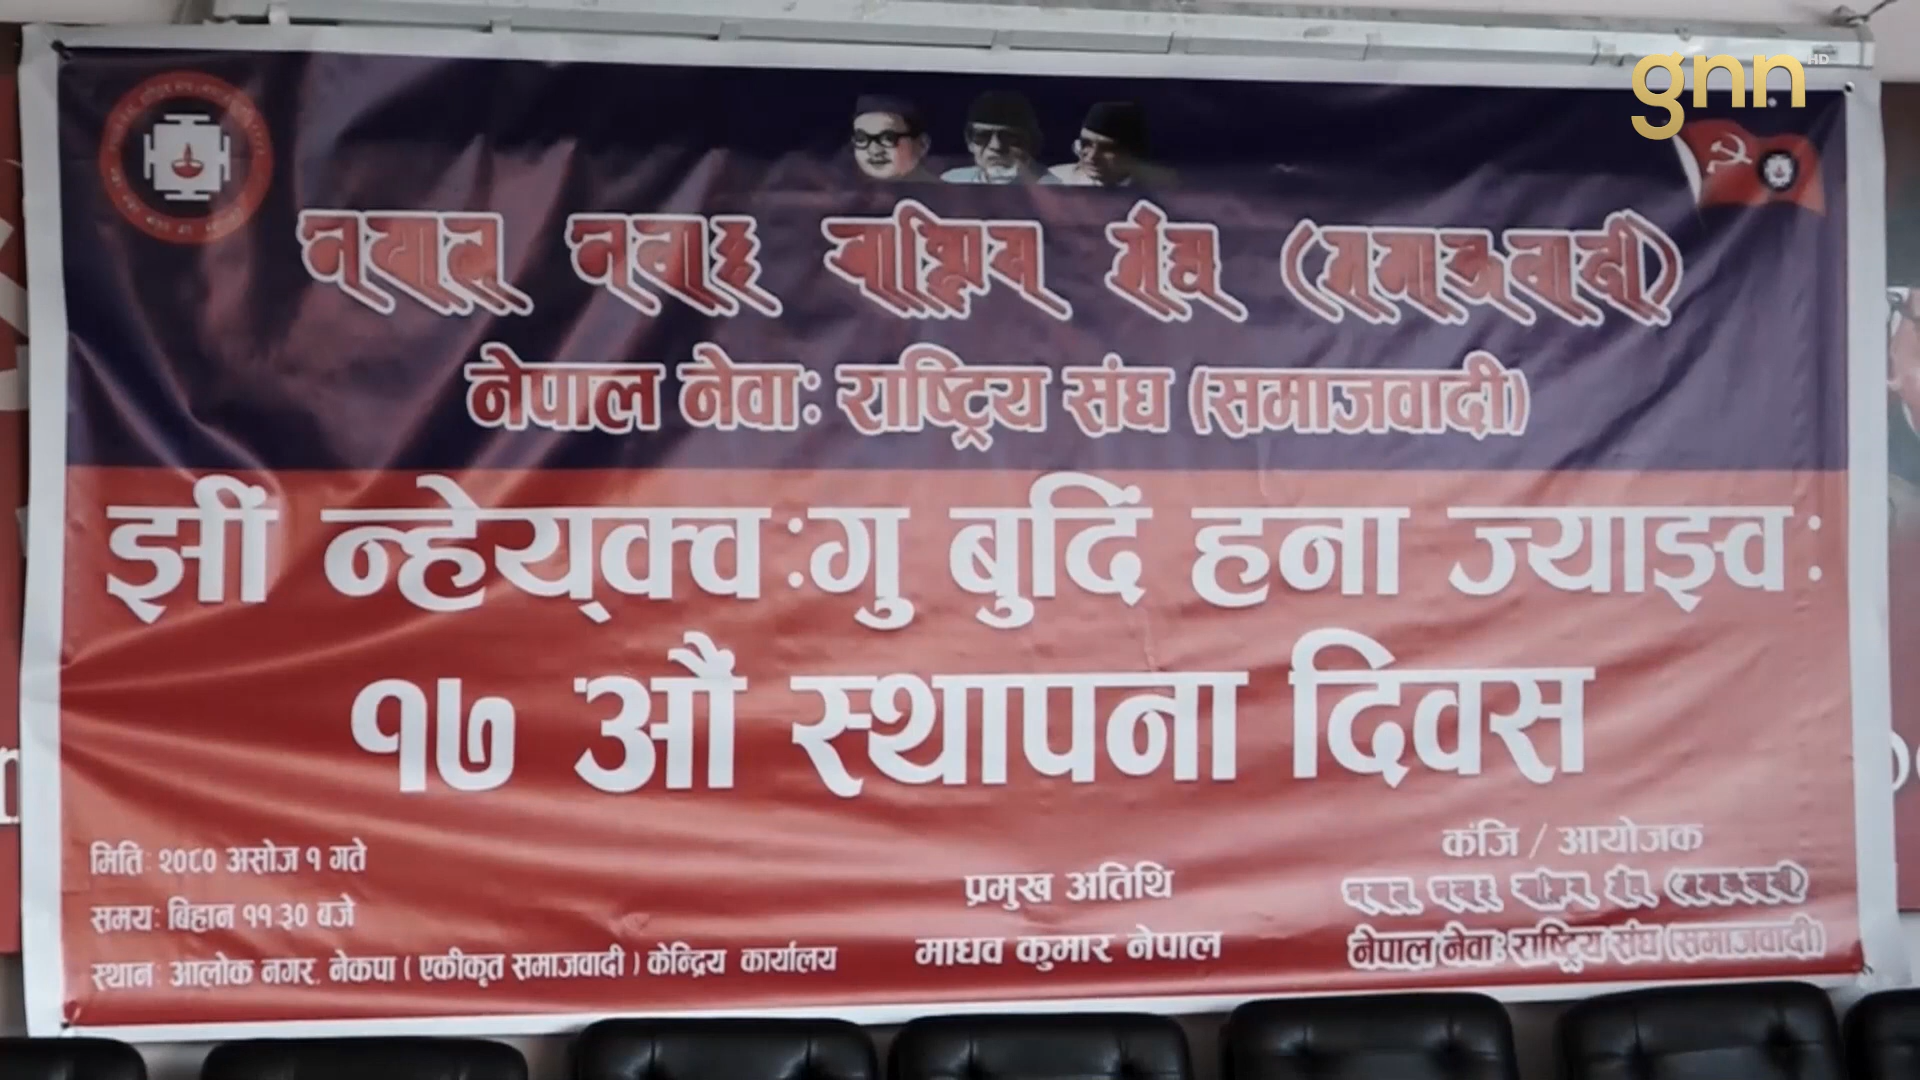 gnn HD
नेपाल नेवाः राष्ट्रिय संघ (समाजवादी)
झीं न्हेय्क्वःगु बुदिं हना ज्याझ्वः
१७ औं स्थापना दिवस
मितिः २०८० असोज १ गते
समयः बिहान ११:३० बजे
स्थानः आलोक नगर, नेकपा ( एकीकृत समाजवादी ) केन्द्रिय कार्यालय
प्रमुख अतिथि
माधव कुमार नेपाल
कंजि / आयोजक
नेपाल नेवाः राष्ट्रिय संघ (समाजवादी)